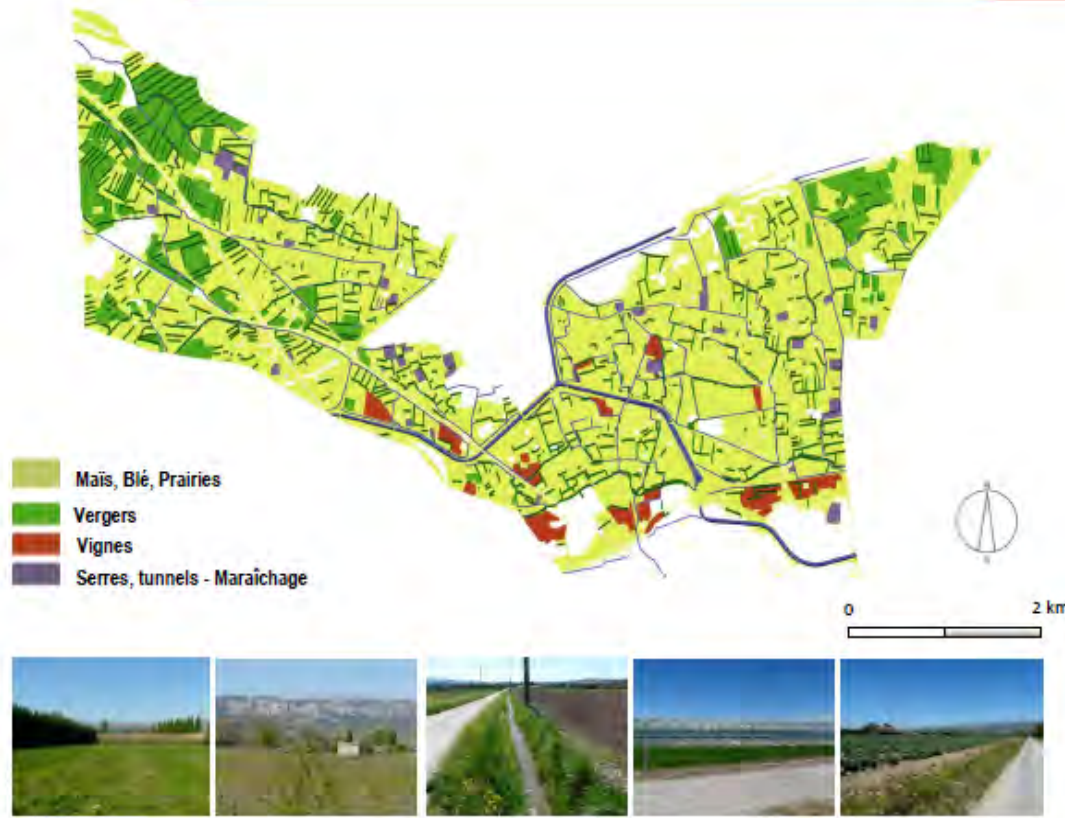 Maïs, Blé, Prairies
Vergers
Vignes
Serres, tunnels - Maraîchage
0
2 km